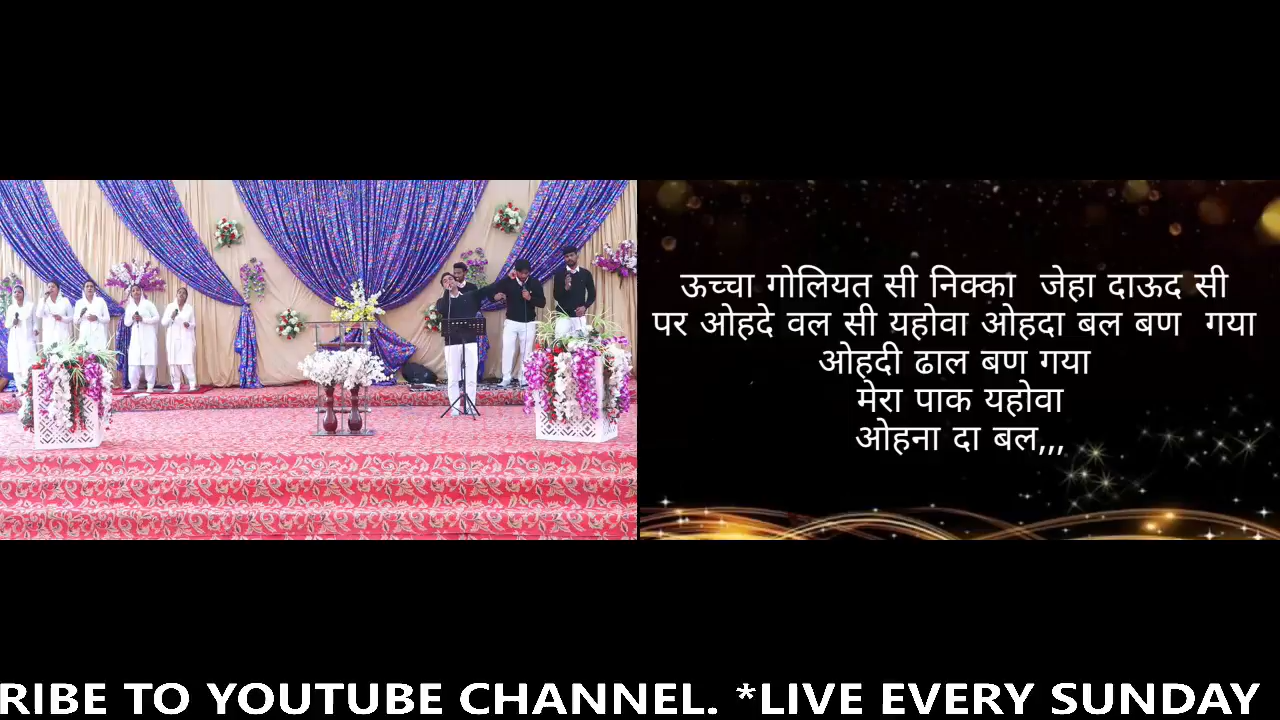 ऊच्चा गोलियत सी निक्का जेहा दाऊद सी
पर ओहदे वल सी यहोवा ओहदा बल बण गया
ओहदी ढाल बण गया
मेरा पाक यहोवा
ओहना दा बल,,,
RIBE TO YOUTUBE CHANNEL. *LIVE EVERY SUNDAY